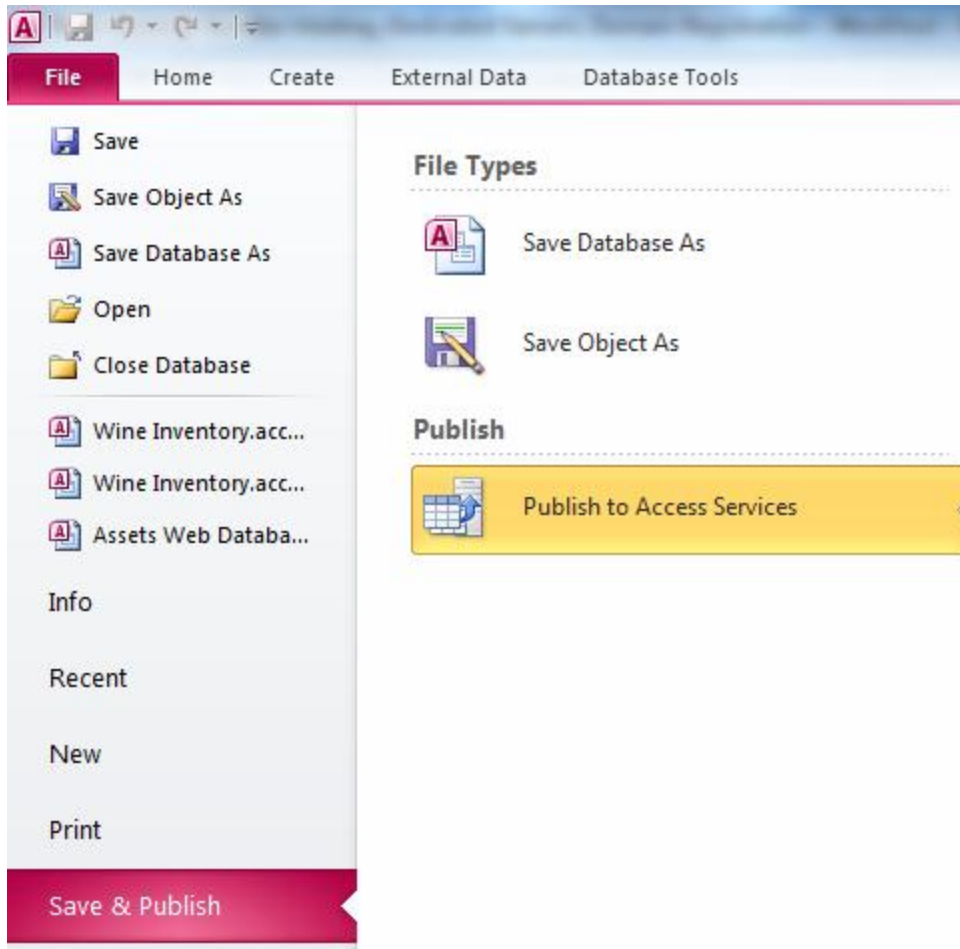 File Home Create External Data Database Tools
Save
Save Object As
Save Database As
Open
Close Database
Wine Inventory.acc...
Wine Inventory.acc...
Assets Web Databa...
Info
Recent
New
Print
Save & Publish
File Types
Save Database As
Save Object As
Publish
Publish to Access Services